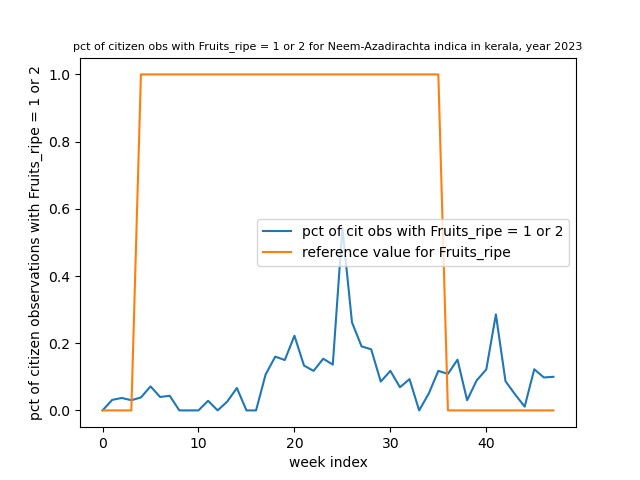 pct of citizen obs with Fruits_ripe = 1 or 2 for Neem-Azadirachta indica in kerala, year 2023
pct of citizen observations with Fruits_ripe = 1 or 2
1.0
0.8
0.6
0.4
0.2
0.0
pct of cit obs with Fruits_ripe = 1 or 2
reference value for Fruits_ripe
0 10 20 30 40
week index